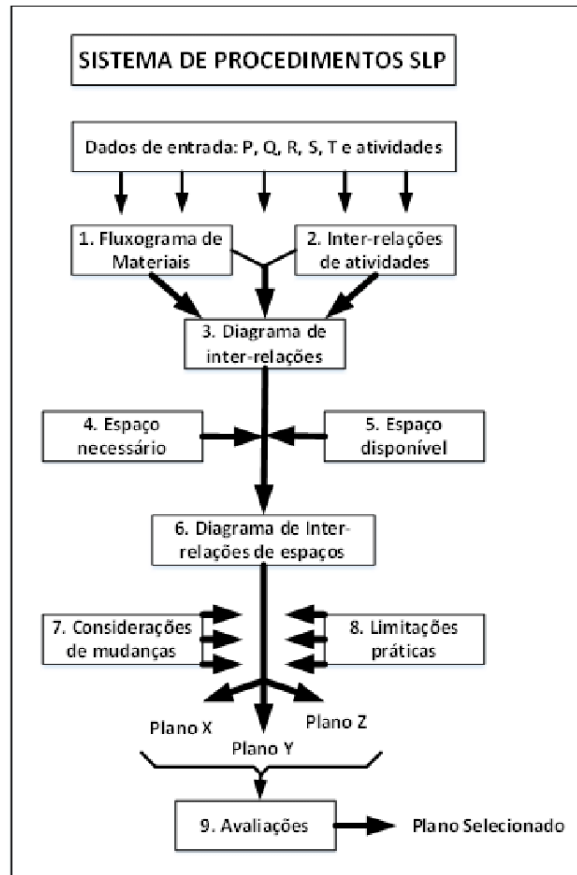 SISTEMA DE PROCEDIMENTOS SLP
Dados de entrada: P, Q, R, S, T e atividades
1. Fluxograma de
Materiais
2. Inter-relações
de atividades
3. Diagrama de
inter-relações
4. Espaço
necessário
5. Espaço
disponível
6. Diagrama de Inter-
relações de espaços
7. Considerações
de mudanças
8. Limitações
práticas
Plano X
Plano Y
Plano Z
9. Avaliações
Plano Selecionado